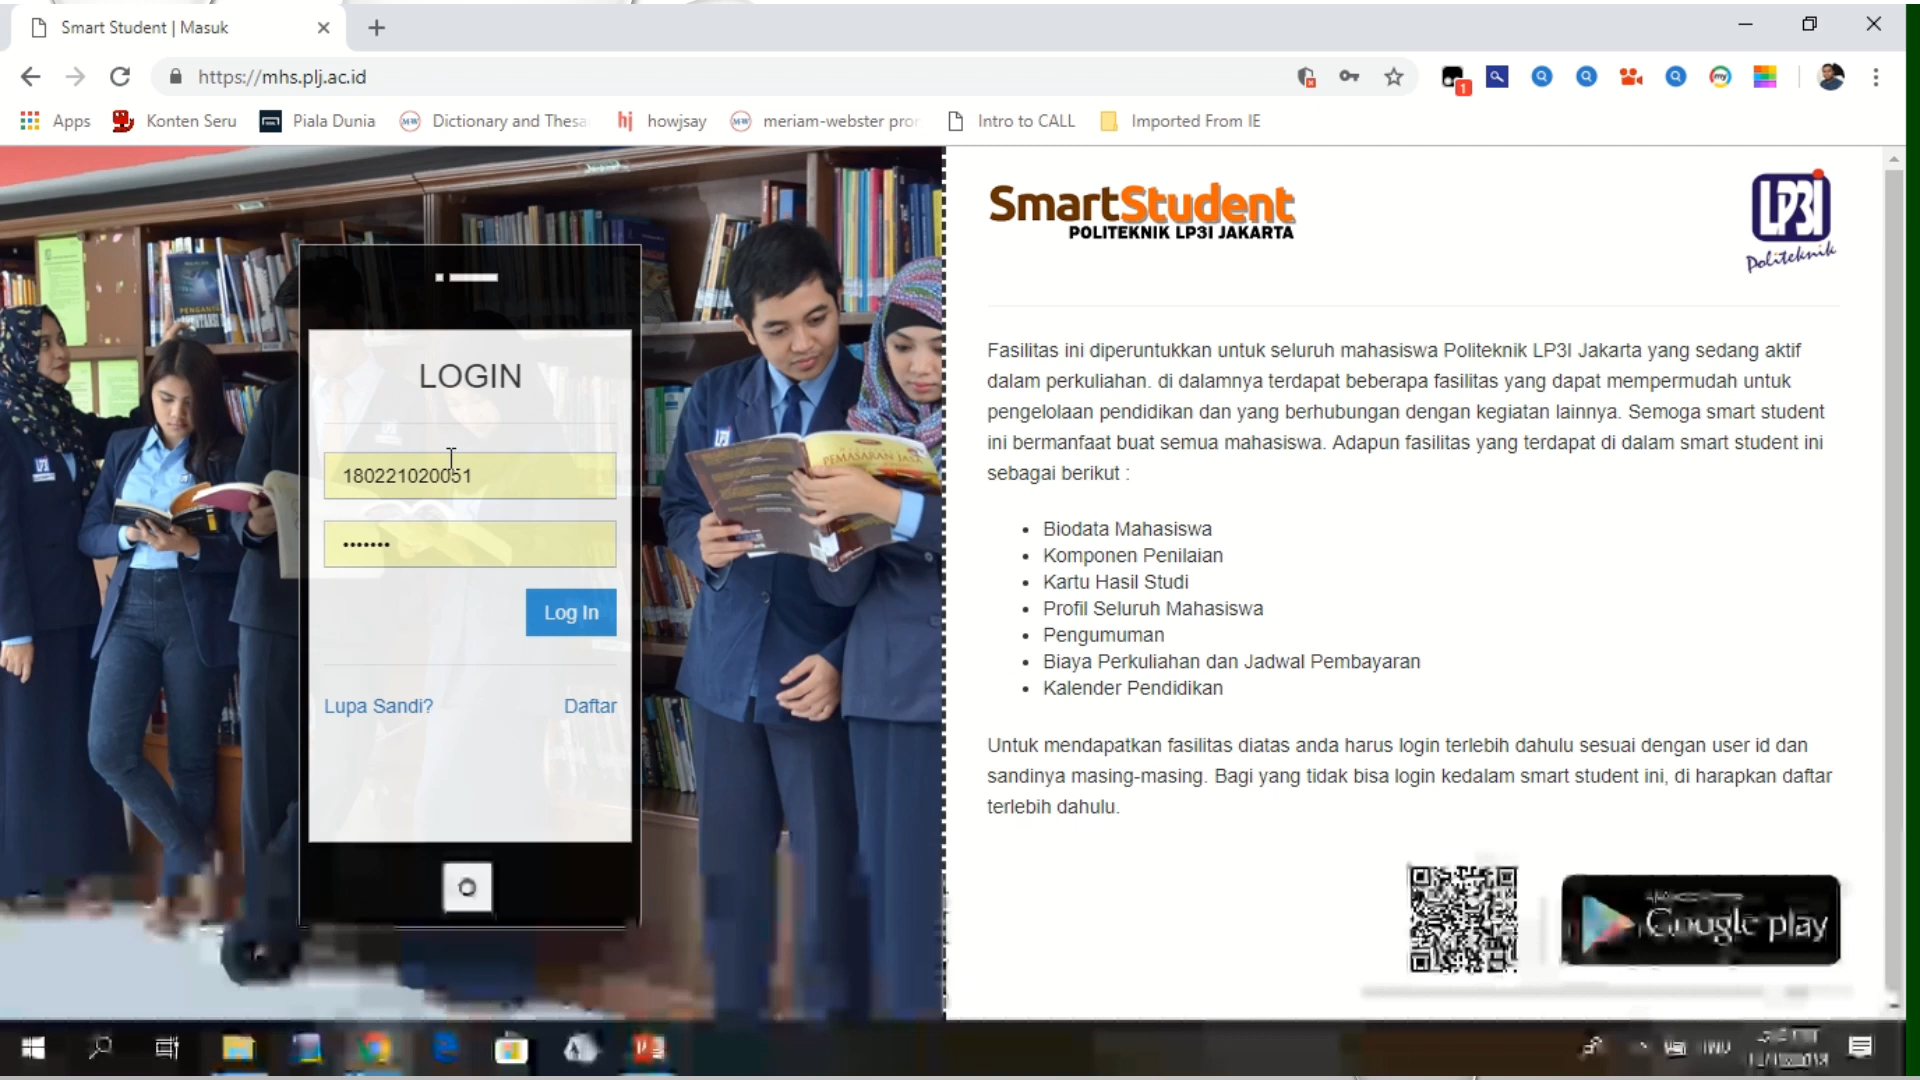 Smart Student | Masuk
https://mhs.plj.ac.id
1
Apps
Konten Seru
Piala Dunia
Dictionary and Thesa
howjsay
meriam-webster pro
Intro to CALL
Imported From IE
SmartStudent
POLITEKNIK LP3I JAKARTA
LP3I
Politeknik
LOGIN
180221020051
•••••••
Log In
Lupa Sandi?
Daftar
PEMASARAN JASA
Fasilitas ini diperuntukkan untuk seluruh mahasiswa Politeknik LP3I Jakarta yang sedang aktif
dalam perkuliahan. di dalamnya terdapat beberapa fasilitas yang dapat mempermudah untuk
pengelolaan pendidikan dan yang berhubungan dengan kegiatan lainnya. Semoga smart student
ini bermanfaat buat semua mahasiswa. Adapun fasilitas yang terdapat di dalam smart student ini
sebagai berikut :
• Biodata Mahasiswa
• Komponen Penilaian
• Kartu Hasil Studi
• Profil Seluruh Mahasiswa
• Pengumuman
• Biaya Perkuliahan dan Jadwal Pembayaran
• Kalender Pendidikan
Untuk mendapatkan fasilitas diatas anda harus login terlebih dahulu sesuai dengan user id dan
sandinya masing-masing. Bagi yang tidak bisa login kedalam smart student ini, di harapkan daftar
terlebih dahulu.
Google play